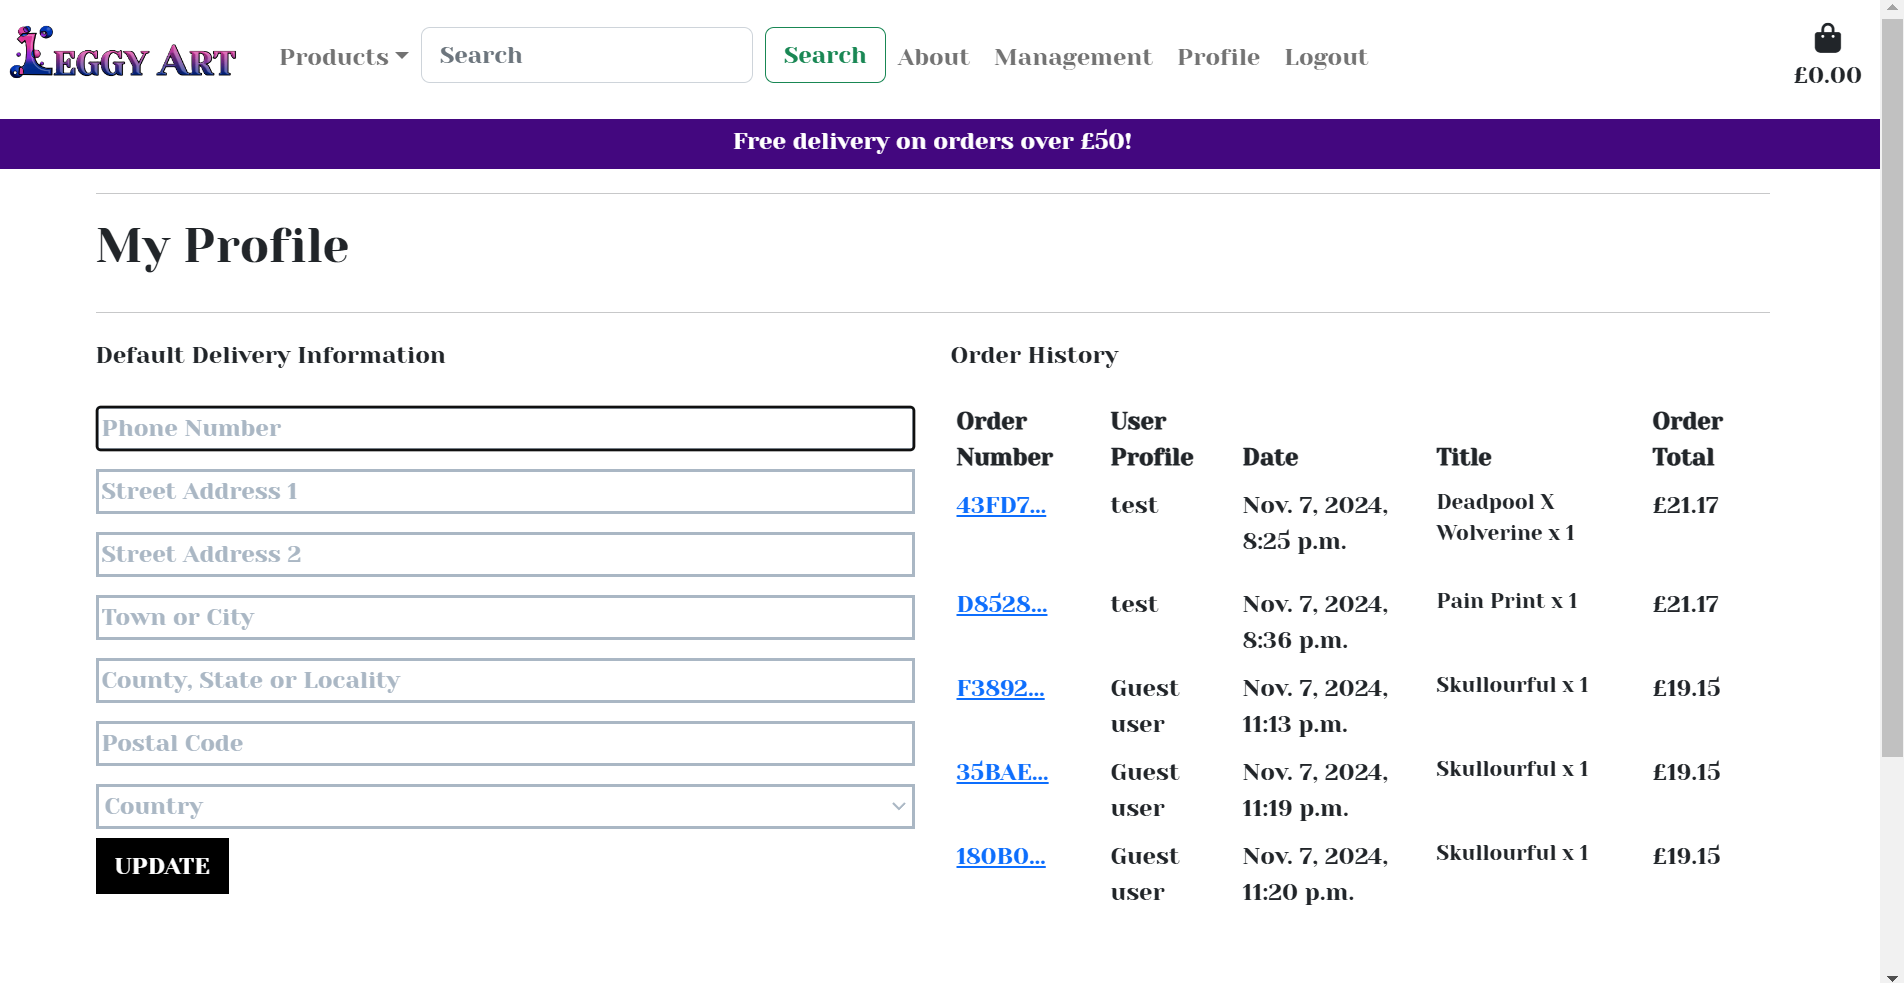 Leggy Art
Products
Search
Search
About
Management
Profile
Logout
£0.00
Free delivery on orders over £50!
My Profile
Default Delivery Information
Phone Number
Street Address 1
Street Address 2
Town or City
County, State or Locality
Postal Code
Country
UPDATE
Order History
Order Number User Profile Date Title Order Total
43FD7... test Nov. 7, 2024, 8:25 p.m. Deadpool X Wolverine x 1 £21.17
D8528... test Nov. 7, 2024, 8:36 p.m. Pain Print x 1 £21.17
F3892... Guest user Nov. 7, 2024, 11:13 p.m. Skullourful x 1 £19.15
35BAE... Guest user Nov. 7, 2024, 11:19 p.m. Skullourful x 1 £19.15
180B0... Guest user Nov. 7, 2024, 11:20 p.m. Skullourful x 1 £19.15